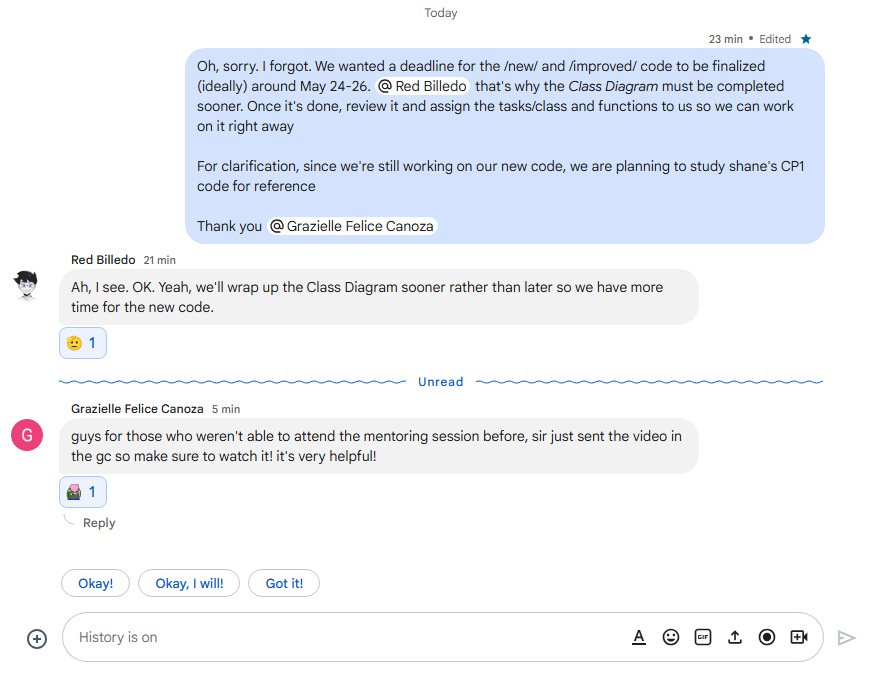 Today
23 min • Edited
Oh, sorry. I forgot. We wanted a deadline for the /new/ and /improved/ code to be finalized
(ideally) around May 24-26. @ Red Billedo that's why the Class Diagram must be completed
sooner. Once it's done, review it and assign the tasks/class and functions to us so we can work
on it right away
For clarification, since we're still working on our new code, we are planning to study shane's CP1
code for reference
Thank you @ Grazielle Felice Canoza
Red Billedo 21 min
Ah, I see. OK. Yeah, we'll wrap up the Class Diagram sooner rather than later so we have more
time for the new code.
1
Unread
Grazielle Felice Canoza 5 min
G
guys for those who weren't able to attend the mentoring session before, sir just sent the video in
the gc so make sure to watch it! it's very helpful!
1
Reply
Okay! Okay, I will! Got it!
History is on A GIF